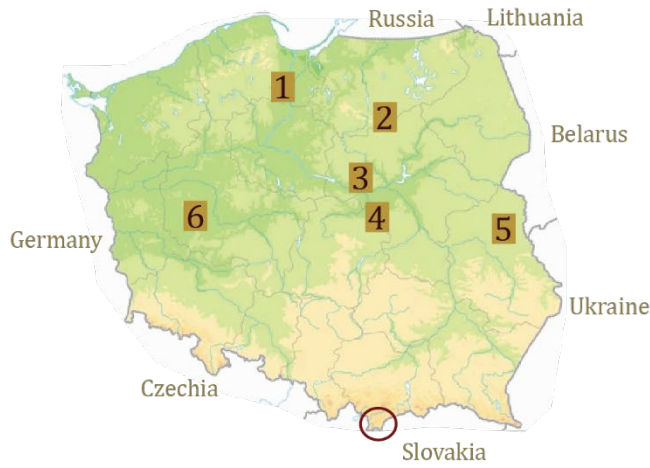 Russia
Lithuania
1
2
Belarus
3
6
4
5
Germany
Ukraine
Czechia
Slovakia